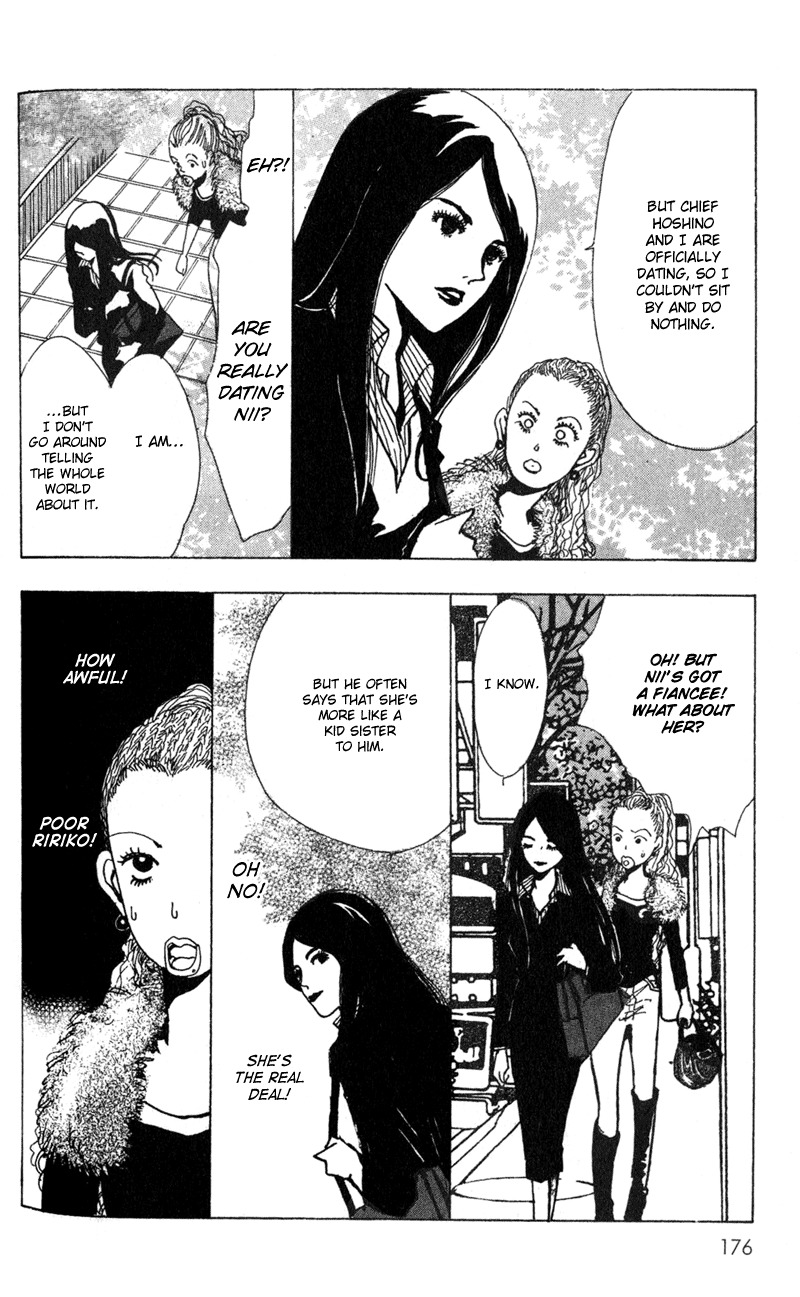 BUT CHIEF
HOSHINO
AND I ARE
OFFICIALLY
DATING, SO I
COULDN'T SIT
BY AND DO
NOTHING.
EH?!
ARE
YOU
REALLY
DATING
NII?
I AM...
...BUT
I DON'T
GO AROUND
TELLING
THE WHOLE
WORLD
ABOUT IT.
OH! BUT
NII'S GOT
A FIANCEE!
WHAT ABOUT
HER?
I KNOW.
BUT HE OFTEN
SAYS THAT SHE'S
MORE LIKE A
KID SISTER
TO HIM.
OH
NO!
SHE'S
THE REAL
DEAL!
HOW
AWFUL!
POOR
RIRIKO!
176